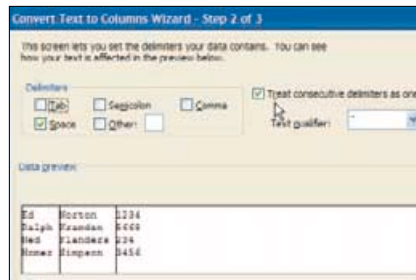 Convert Text to Columns Wizard - Step 2 of 3
This screen lets you set the delimiters your data contains. You can see
how your text is affected in the preview below.
Delimiters
Tab Semicolon Comma
Space Other:
Treat consecutive delimiters as one
Text qualifier: "
Data preview
Ed Norton 1234
Ralph Kramden
Ned Flanders 234
Homer Simpson 3456